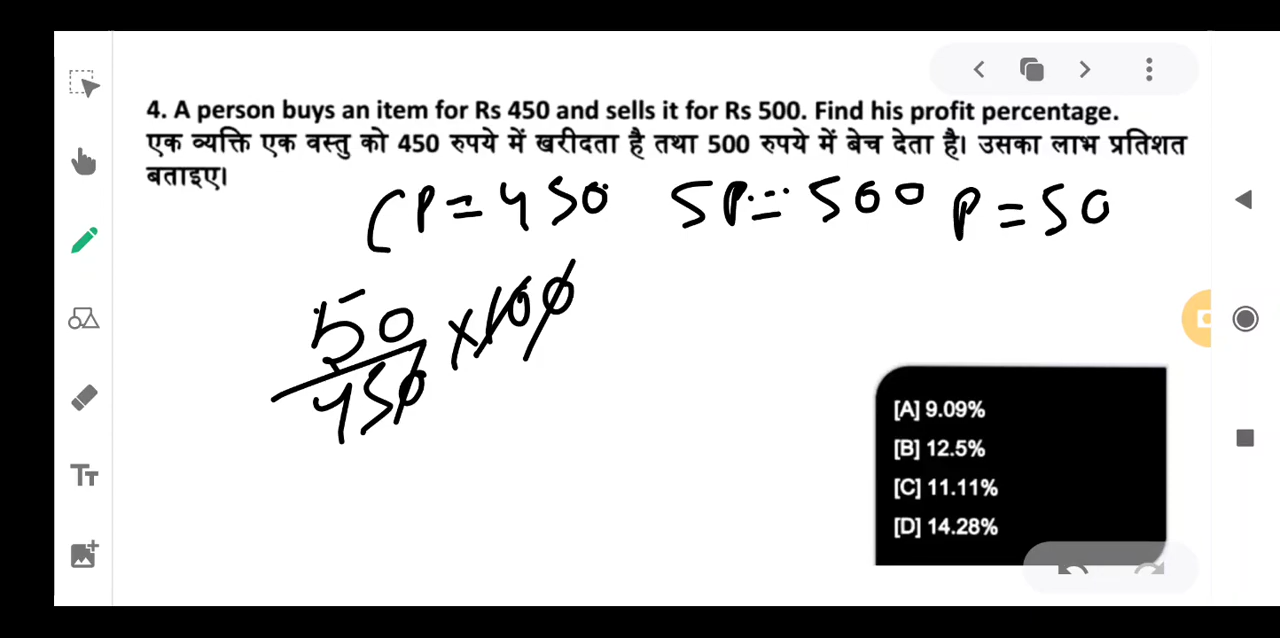 4. A person buys an item for Rs 450 and sells it for Rs 500. Find his profit percentage.
एक व्यक्ति एक वस्तु को 450 रुपये में खरीदता है तथा 500 रुपये में बेच देता है। उसका लाभ प्रतिशत
बताइए।
CP = 450 SP = 500 P = 50
50
450
×100
[A] 9.09%
[B] 12.5%
[C] 11.11%
[D] 14.28%
TT